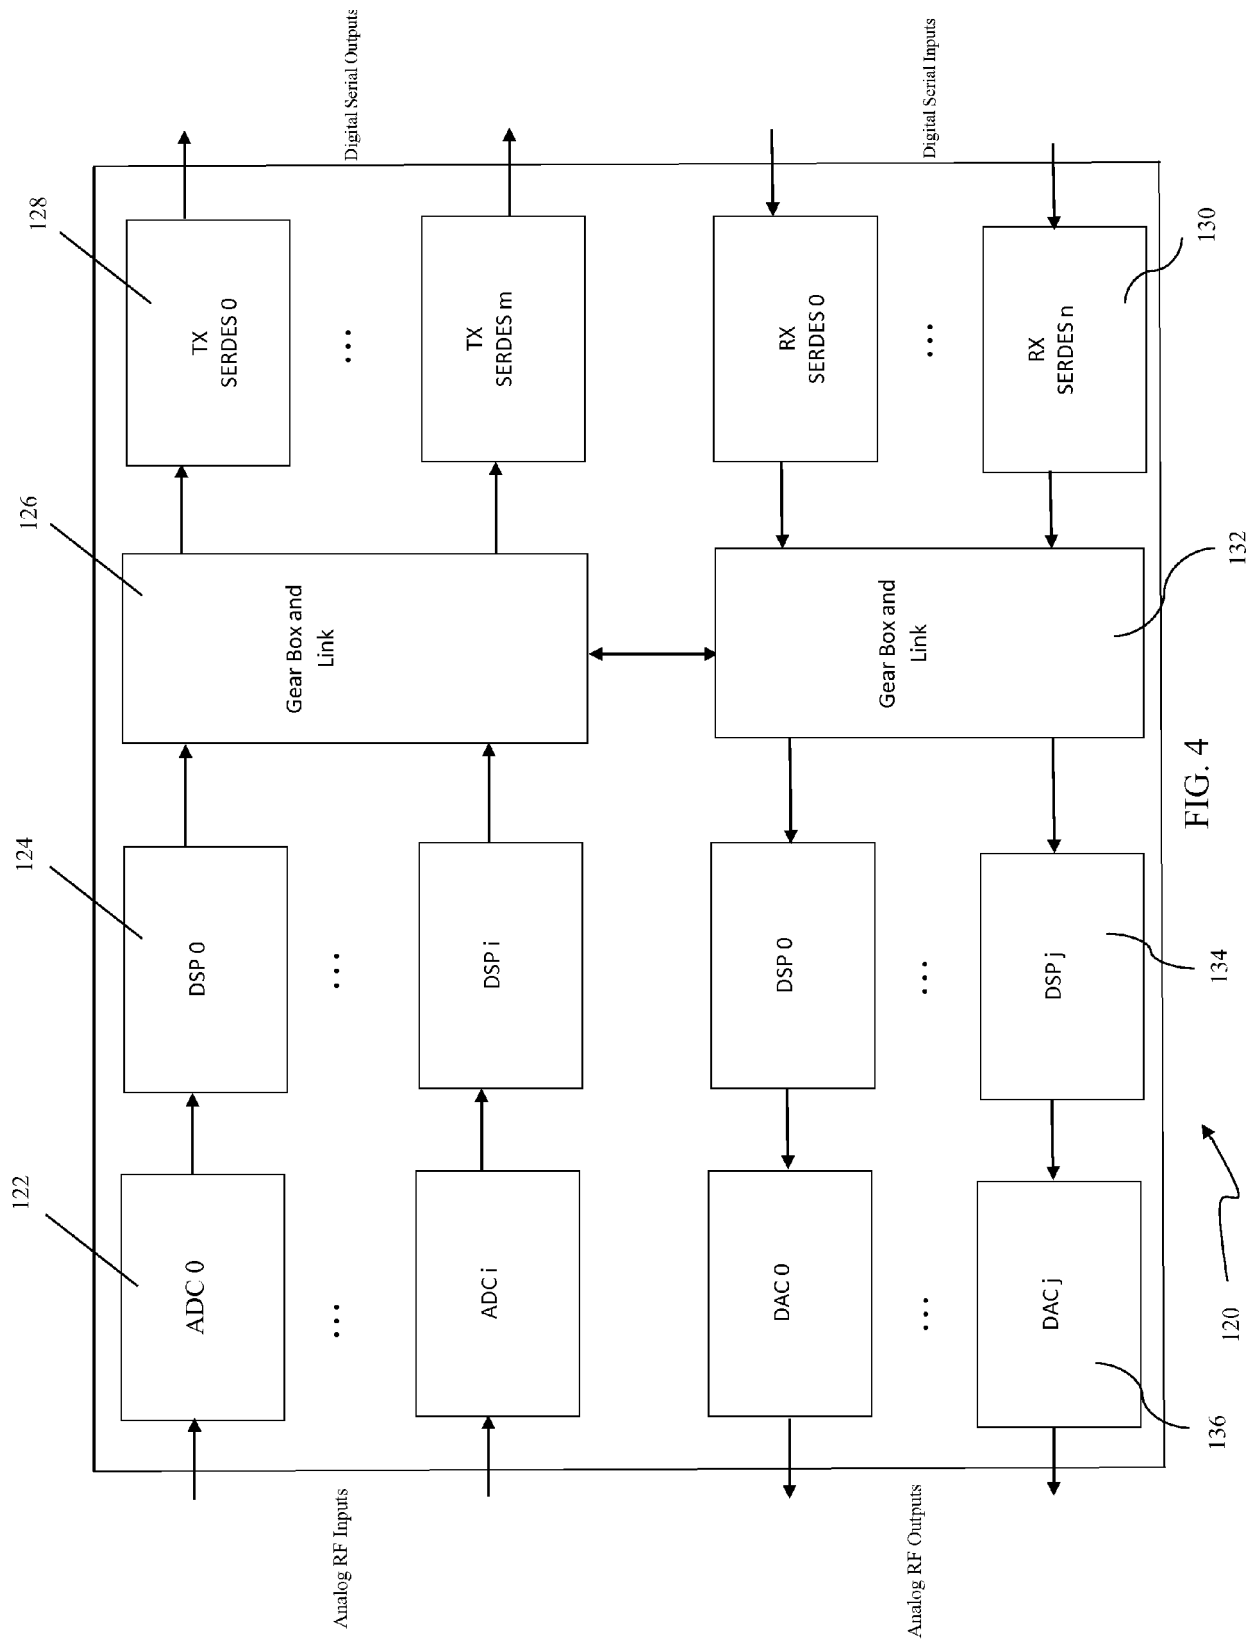 122
124
126
128
Analog RF Inputs
ADC 0
DSP 0
Gear Box and
Link
TX
SERDES 0
Digital Serial Outputs
...
...
...
ADC i
DSP i
TX
SERDES m
Analog RF Outputs
DAC 0
DSP 0
Gear Box and
Link
RX
SERDES 0
Digital Serial Inputs
...
...
...
DAC j
DSP j
RX
SERDES n
136
134
132
130
120
FIG. 4